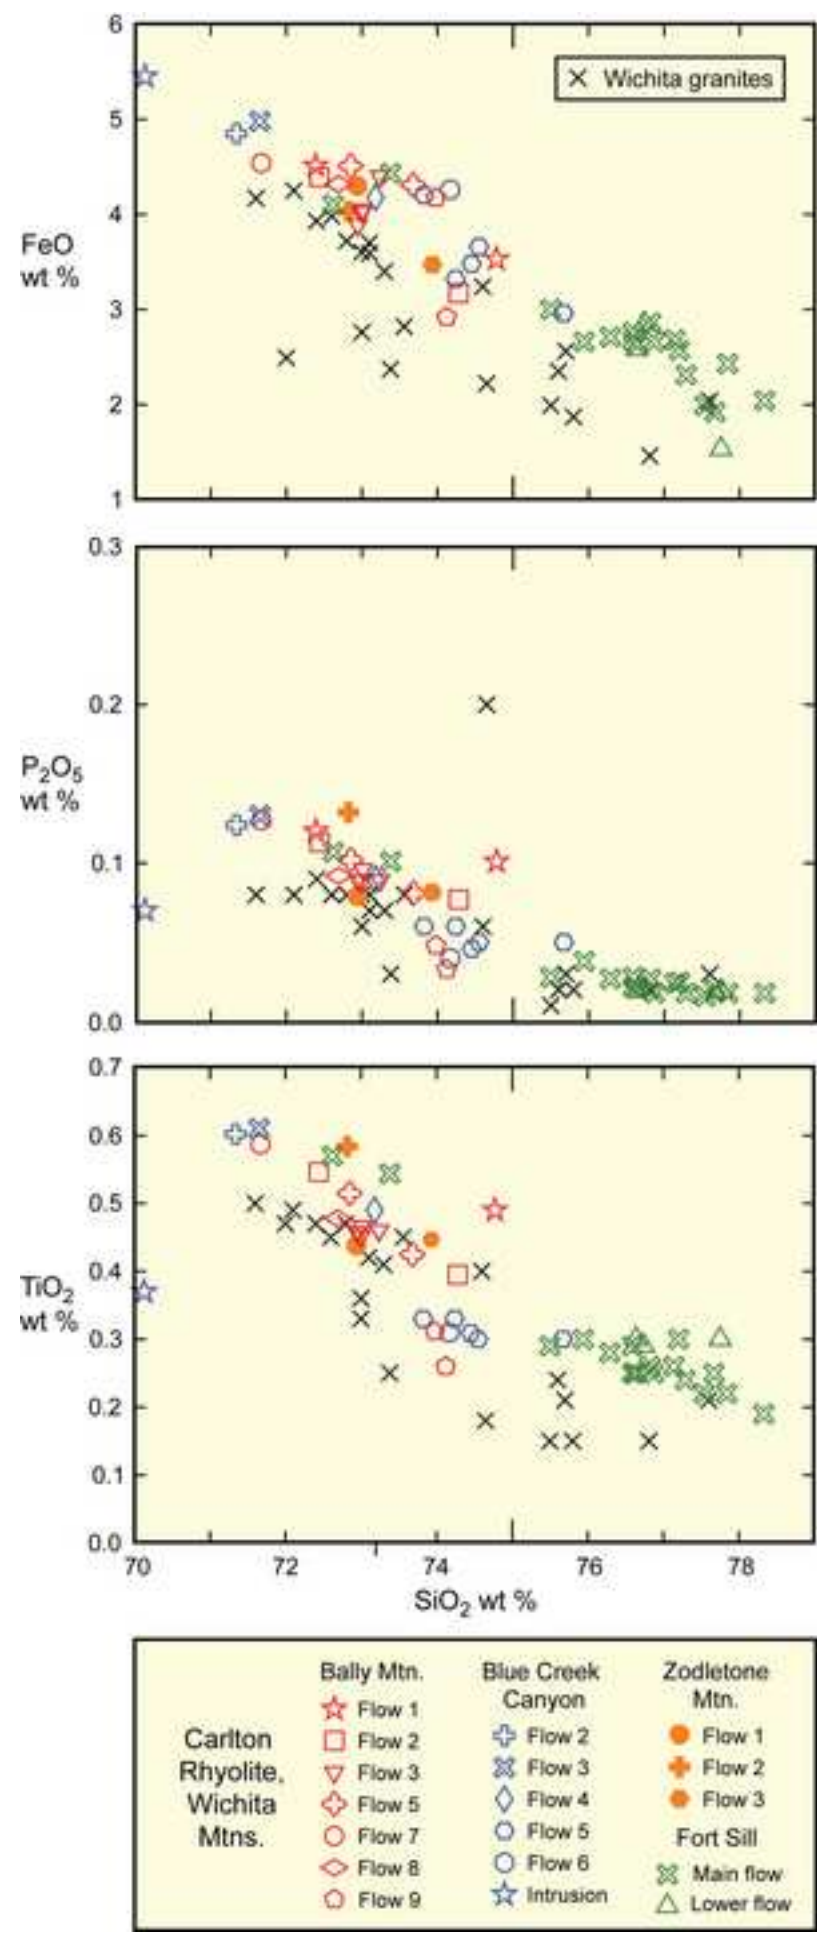 6
5
4
3
2
1
FeO
wt %
Wichita granites
0.3
0.2
0.1
0.0
P₂O₅
wt %
0.7
0.6
0.5
0.4
0.3
0.2
0.1
0.0
TiO₂
wt %
70 72 74 76 78
SiO₂ wt %
Carlton
Rhyolite,
Wichita
Mtns.
Bally Mtn.
Flow 1
Flow 2
Flow 3
Flow 5
Flow 7
Flow 8
Flow 9
Blue Creek
Canyon
Flow 2
Flow 3
Flow 4
Flow 5
Flow 6
Intrusion
Zodletone
Mtn.
Flow 1
Flow 2
Flow 3
Fort Sill
Main flow
Lower flow